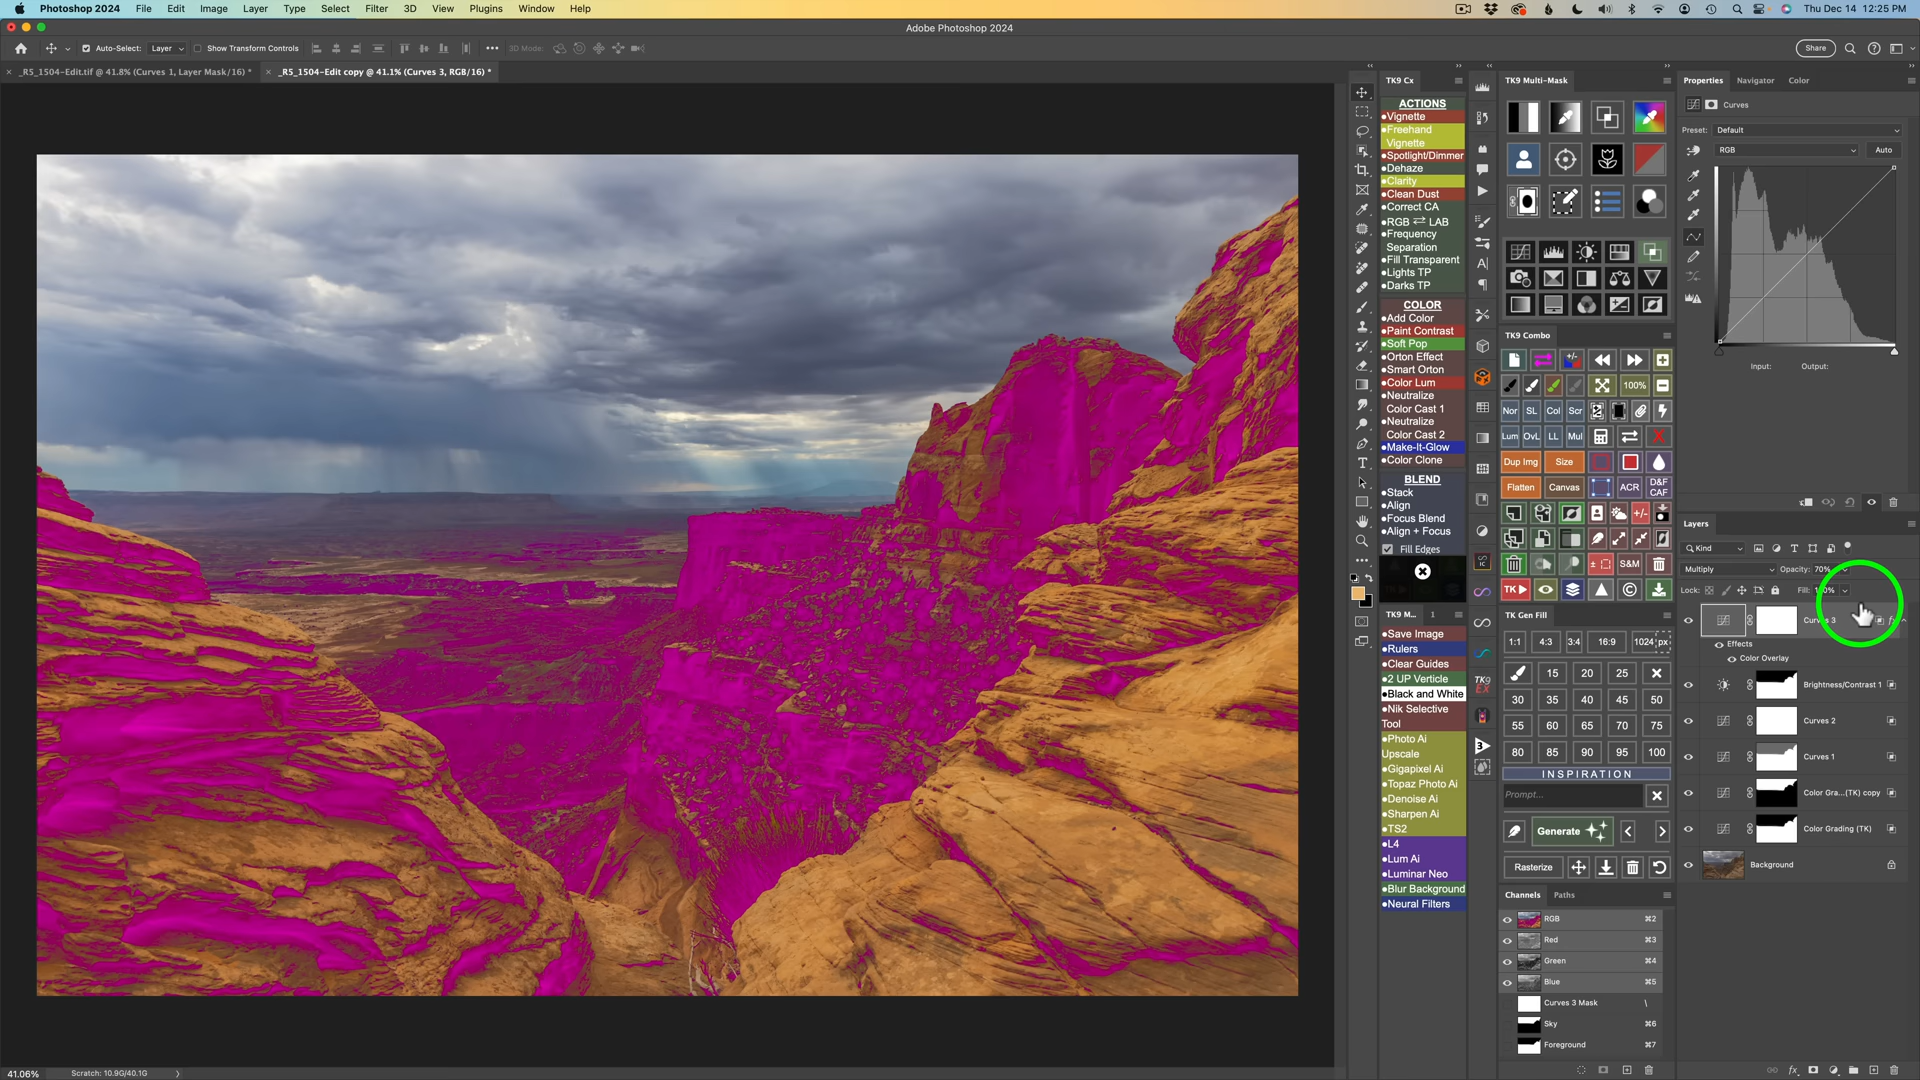 Photoshop 2024 File Edit Image Layer Type Select Filter 3D View Plugins Window Help
Thu Dec 14 12:25 PM
Adobe Photoshop 2024
Auto-Select: Layer Show Transform Controls
3D Mode:
Share
_R5_1504-Edit.tif @ 41.8% (Curves 1, Layer Mask/16) *
_R5_1504-Edit copy @ 41.1% (Curves 3, RGB/16) *
TK9 Cx
ACTIONS
Vignette
Freehand
Vignette
Spotlight/Dimmer
Dehaze
Clarity
Clean Dust
Correct CA
RGB ⇄ LAB
Frequency
Separation
Fill Transparent
Lights TP
Darks TP
COLOR
Add Color
Paint Contrast
Soft Pop
Orton Effect
Smart Orton
Color Lum
Neutralize
Color Cast 1
Neutralize
Color Cast 2
Make-It-Glow
Color Clone
BLEND
Stack
Align
Focus Blend
Align + Focus
Fill Edges
TK9 M... 1
Save Image
Rulers
Clear Guides
2 UP Verticle
Black and White
Nik Selective
Tool
Photo Ai
Upscale
Gigapixel Ai
Topaz Photo Ai
Denoise Ai
Sharpen Ai
TS2
L4
Lum Ai
Luminar Neo
Blur Background
Neural Filters
TK9 Multi-Mask
TK9 Combo
100%
Nor SL Col Scr
Lum OvL LL Mul
Dup Img Size
Flatten Canvas ACR D&F
CAF
S&M
TK
TK Gen Fill
1:1 4:3 3:4 16:9 1024 px
15 20 25
30 35 40 45 50
55 60 65 70 75
80 85 90 95 100
INSPIRATION
Prompt...
Generate
Rasterize
Channels Paths
RGB ⌘2
Red ⌘3
Green ⌘4
Blue ⌘5
Curves 3 Mask \
Sky ⌘6
Foreground ⌘7
Properties Navigator Color
Curves
Preset: Default
RGB Auto
Input: Output:
Layers
Kind
Multiply Opacity: 70%
Lock: Fill:
Curves 3
Effects
Color Overlay
Brightness/Contrast 1
Curves 2
Curves 1
Color Gra...(TK) copy
Color Grading (TK)
Background
41.06% Scratch: 10.9G/40.1G